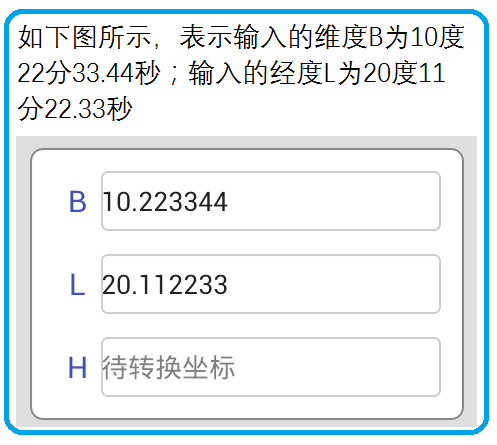 如下图所示，表示输入的维度B为10度
22分33.44秒；输入的经度L为20度11
分22.33秒
B 10.223344
L 20.112233
H 待转换坐标